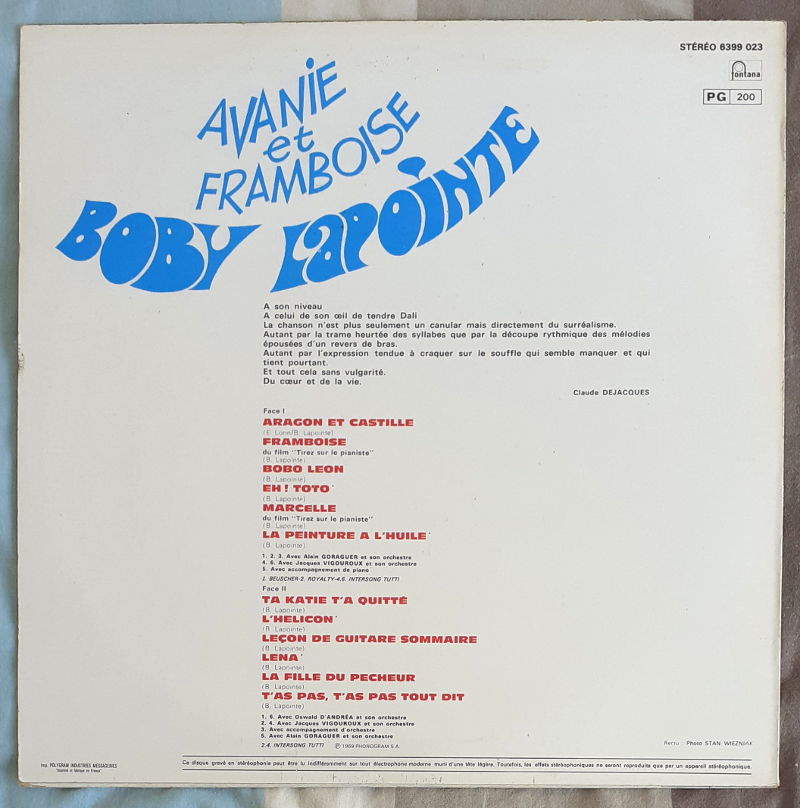 STÉRÉO 6399 023
fontana
PG 200
AVANIE
et
FRAMBOISE
BOBY LAPOINTE
A son niveau
A celui de son œil de tendre Dali
La chanson n'est plus seulement un canular mais directement du surréalisme.
Autant par la trame heurtée des syllabes que par la découpe rythmique des mélodies
épousées d'un revers de bras.
Autant par l'expression tendue à craquer sur le souffle qui semble manquer et qui
tient pourtant.
Et tout cela sans vulgarité.
Du cœur et de la vie.
Claude DEJACQUES
Face I
ARAGON ET CASTILLE
(E. Lorin/B. Lapointe)
FRAMBOISE
du film "Tirez sur le pianiste"
(B. Lapointe)
BOBO LEON
(B. Lapointe)
EH ! TOTO*
(B. Lapointe)
MARCELLE
du film "Tirez sur le pianiste"
(B. Lapointe)
LA PEINTURE A L'HUILE*
(B. Lapointe)
1. 2. 3. Avec Alain GORAGUER et son orchestre
4. 6. Avec Jacques VIGOUROUX et son orchestre
5. Avec accompagnement de piano
1. BEUSCHER-2. ROYALTY-4.6. INTERSONG TUTTI
Face II
TA KATIE T'A QUITTÉ
(B. Lapointe)
L'HELICON*
(B. Lapointe)
LEÇON DE GUITARE SOMMAIRE
(B. Lapointe)
LENA*
(B. Lapointe)
LA FILLE DU PECHEUR
(B. Lapointe)
T'AS PAS, T'AS PAS TOUT DIT
(B. Lapointe)
1. 6. Avec Oswald D'ANDRÉA et son orchestre
2. 4. Avec Jacques VIGOUROUX et son orchestre
3. Avec accompagnement d'orchestre
5. Avec Alain GORAGUER et son orchestre
2.4. INTERSONG TUTTI ℗ 1969 PHONOGRAM S.A.
Recto : Photo STAN WIEZNIAK
Imp. POLYGRAM INDUSTRIES MESSAGERIES
"Imprimé et fabriqué en France"
Ce disque gravé en stéréophonie peut être lu indifféremment sur tout électrophone moderne muni d'une tête légère. Toutefois, les effets stéréophoniques ne seront reproduits que par un appareil stéréophonique.